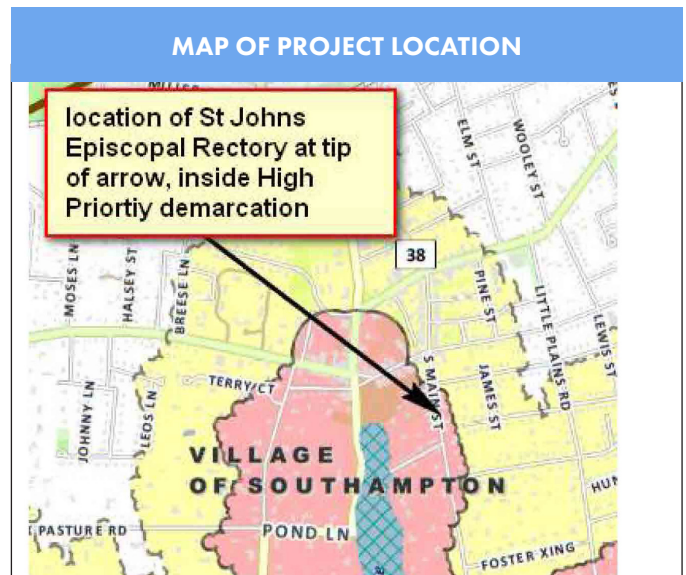 MAP OF PROJECT LOCATION
location of St Johns
Episcopal Rectory at tip
of arrow, inside High
Priortiy demarcation
ELM ST
WOOLEY ST
38
MOSES LN
HALSEY ST
BREESE LN
PINE ST
LITTLE PLAINS RD
LEWIS ST
S MAIN ST
JAMES ST
TERRY CT
JOHNNY LN
LEOS LN
VILLAGE
OF SOUTHAMPTON
HUN
PASTURE RD
POND LN
FOSTER XING